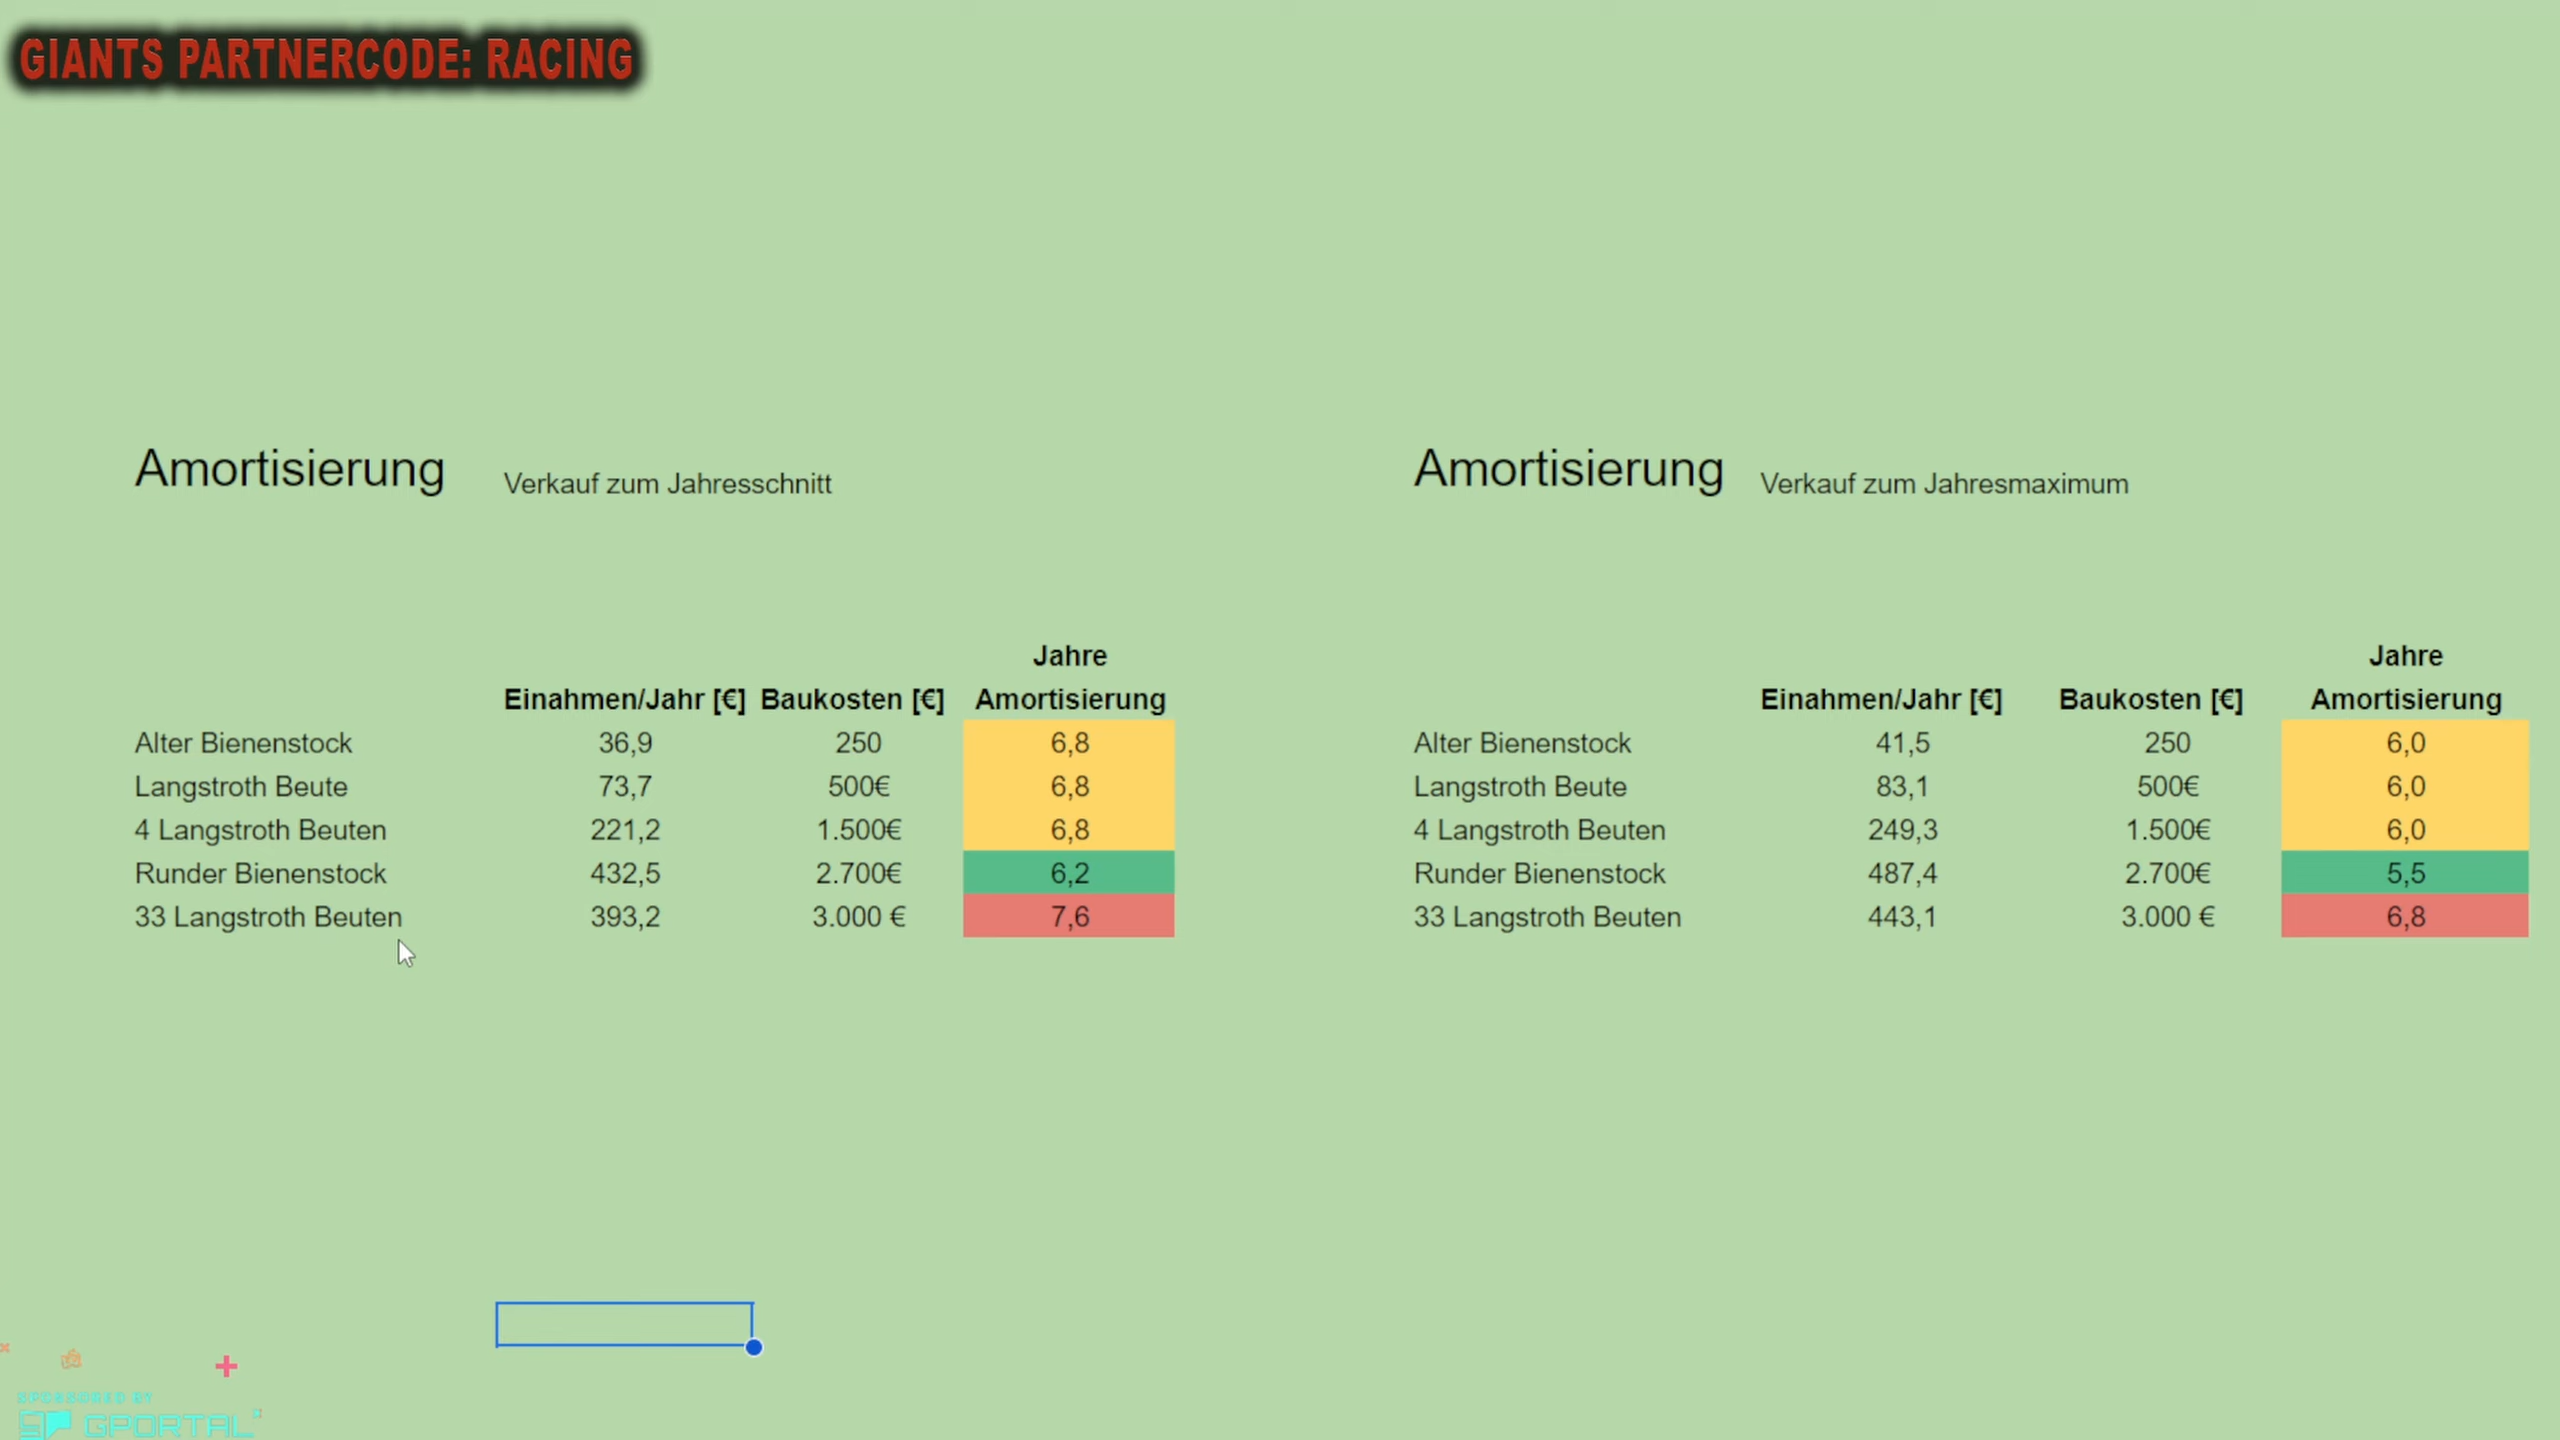 GIANTS PARTNERCODE: RACING
Amortisierung Verkauf zum Jahresschnitt
Jahre
Einahmen/Jahr [€] Baukosten [€] Amortisierung
Alter Bienenstock 36,9 250 6,8
Langstroth Beute 73,7 500€ 6,8
4 Langstroth Beuten 221,2 1.500€ 6,8
Runder Bienenstock 432,5 2.700€ 6,2
33 Langstroth Beuten 393,2 3.000 € 7,6
Amortisierung Verkauf zum Jahresmaximum
Jahre
Einahmen/Jahr [€] Baukosten [€] Amortisierung
Alter Bienenstock 41,5 250 6,0
Langstroth Beute 83,1 500€ 6,0
4 Langstroth Beuten 249,3 1.500€ 6,0
Runder Bienenstock 487,4 2.700€ 5,5
33 Langstroth Beuten 443,1 3.000 € 6,8
SPONSORED BY
GPORTAL